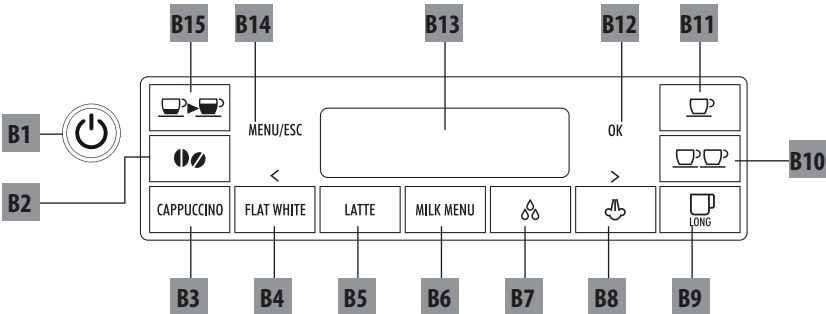 B15 B14 B13 B12 B11
B1 MENU/ESC OK
B10
B2 < >
CAPPUCCINO FLAT WHITE LATTE MILK MENU LONG
B3 B4 B5 B6 B7 B8 B9